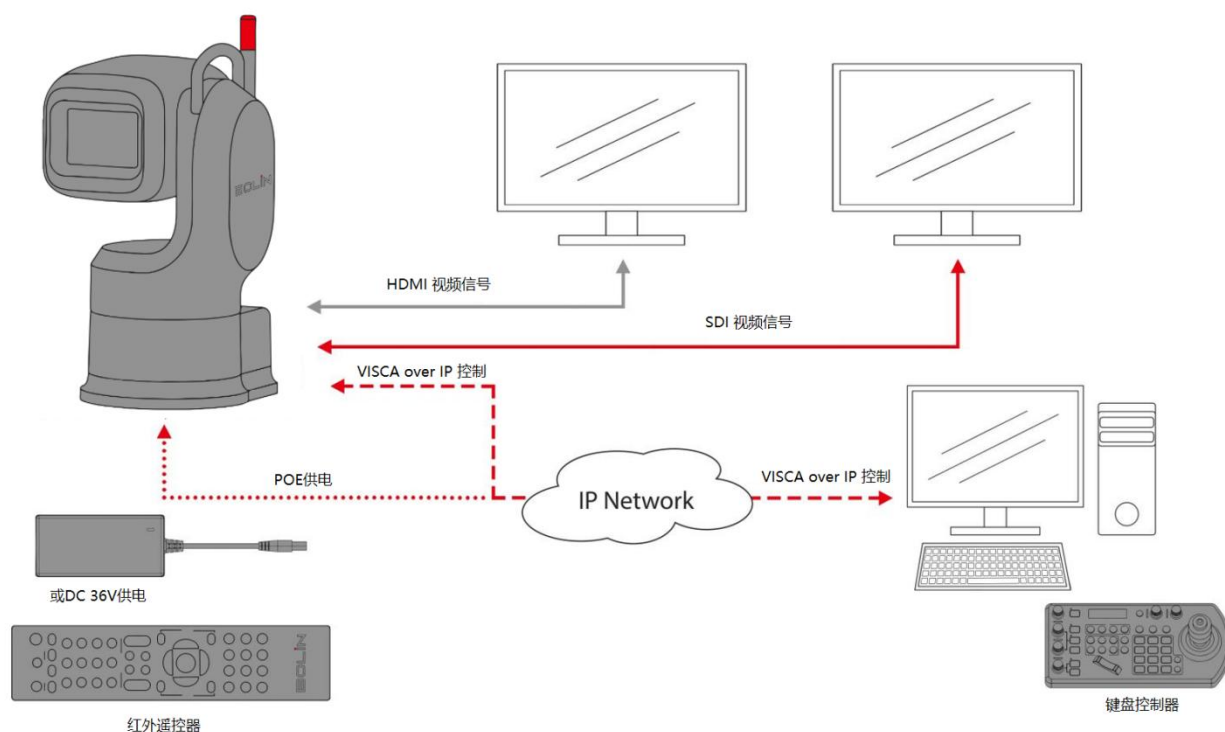 BOLIN
HDMI 视频信号
SDI 视频信号
VISCA over IP 控制
POE供电
IP Network
VISCA over IP 控制
或DC 36V供电
BOLIN
红外遥控器
键盘控制器